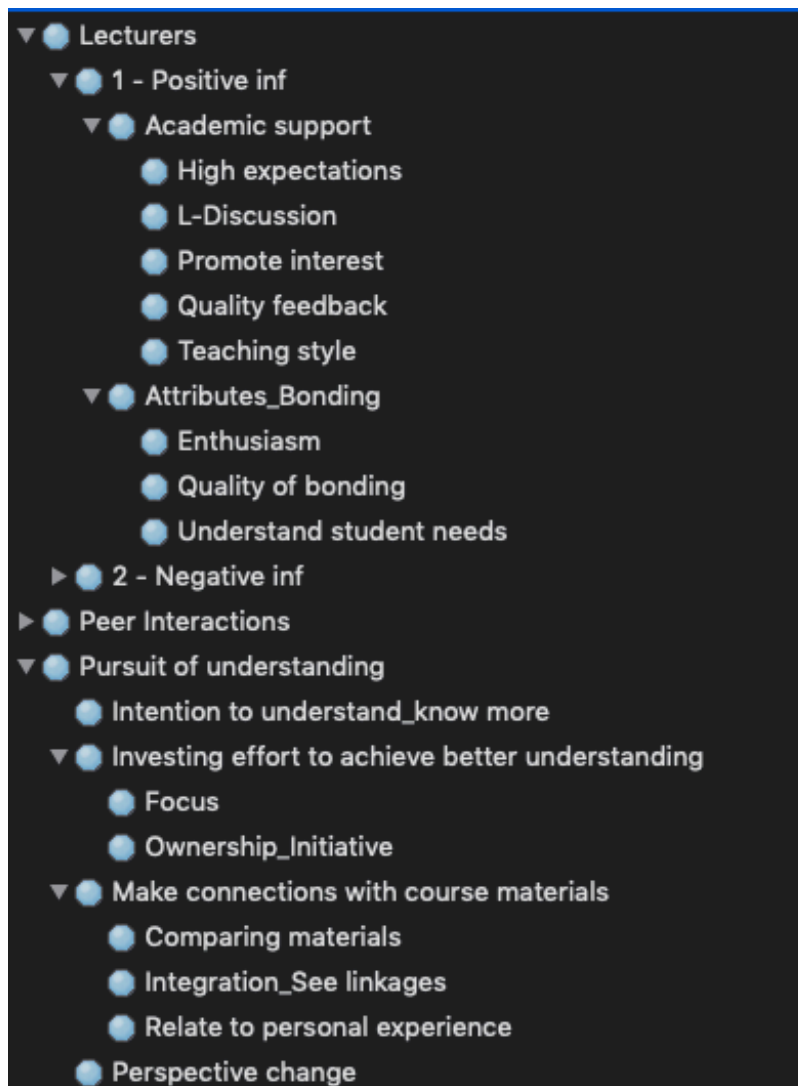 Lecturers
1 - Positive inf
Academic support
High expectations
L-Discussion
Promote interest
Quality feedback
Teaching style
Attributes_Bonding
Enthusiasm
Quality of bonding
Understand student needs
2 - Negative inf
Peer Interactions
Pursuit of understanding
Intention to understand_know more
Investing effort to achieve better understanding
Focus
Ownership_Initiative
Make connections with course materials
Comparing materials
Integration_See linkages
Relate to personal experience
Perspective change